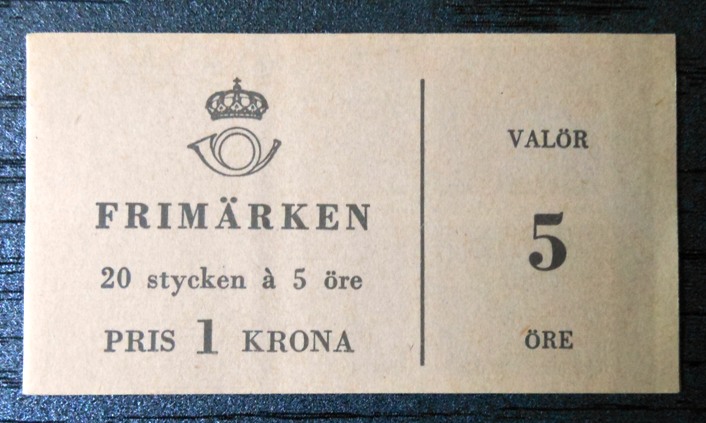 FRIMÄRKEN
20 stycken à 5 öre
PRIS 1 KRONA
VALÖR
5
ÖRE